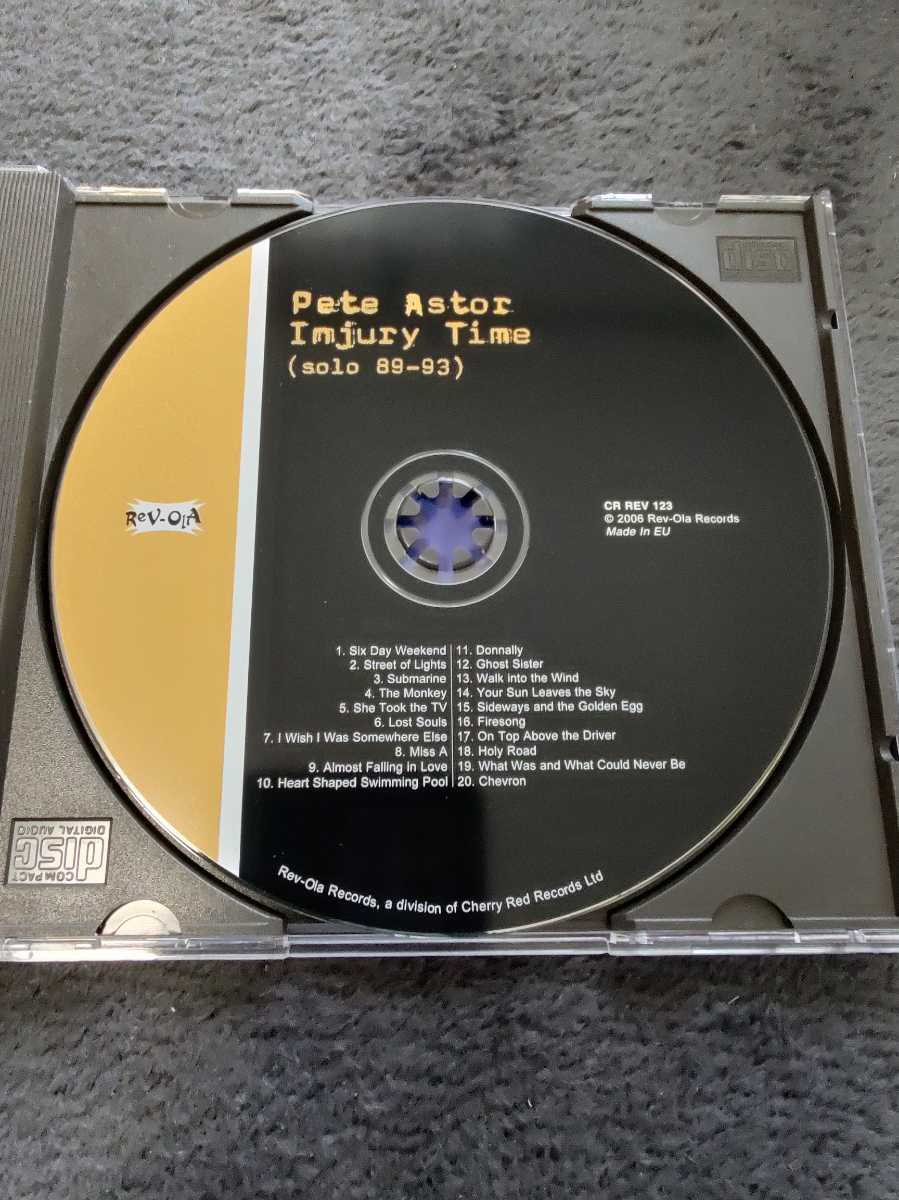 Pete Astor
Imjury Time
(solo 89-93)
ReV-OlA
CR REV 123
© 2006 Rev-Ola Records
Made In EU
1. Six Day Weekend
2. Street of Lights
3. Submarine
4. The Monkey
5. She Took the TV
6. Lost Souls
7. I Wish I Was Somewhere Else
8. Miss A
9. Almost Falling in Love
10. Heart Shaped Swimming Pool
11. Donnally
12. Ghost Sister
13. Walk into the Wind
14. Your Sun Leaves the Sky
15. Sideways and the Golden Egg
16. Firesong
17. On Top Above the Driver
18. Holy Road
19. What Was and What Could Never Be
20. Chevron
Rev-Ola Records, a division of Cherry Red Records Ltd
COMPACT
disc
DIGITAL AUDIO
disc